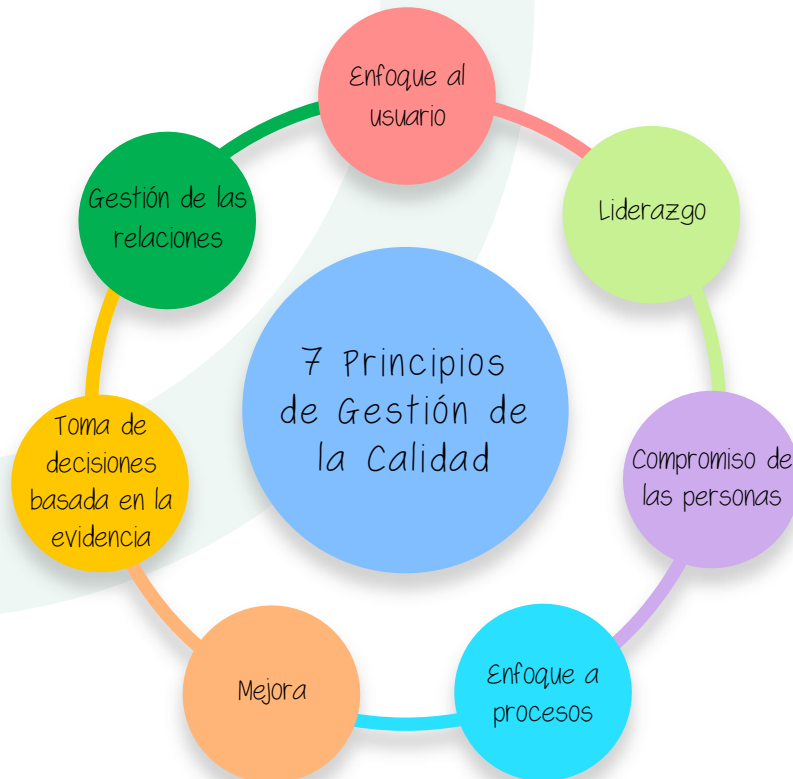 Enfoque al
usuario
Liderazgo
Compromiso de
las personas
Enfoque a
procesos
Mejora
Toma de
decisiones
basada en la
evidencia
Gestión de las
relaciones
7 Principios
de Gestión de
la Calidad